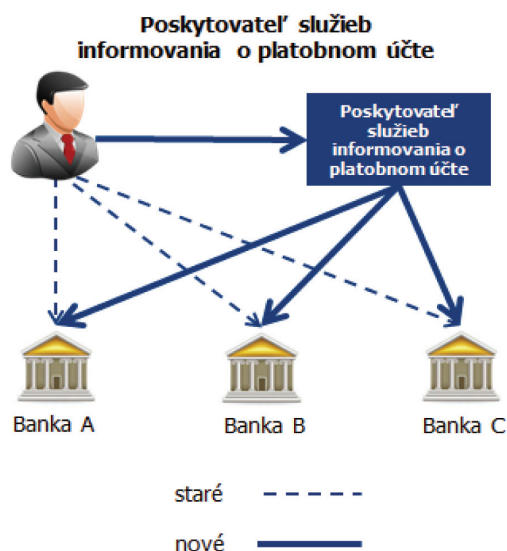 Poskytovateľ služieb
informovania o platobnom účte
Poskytovateľ
služieb
informovania o
platobnom účte
Banka A
Banka B
Banka C
staré
nové